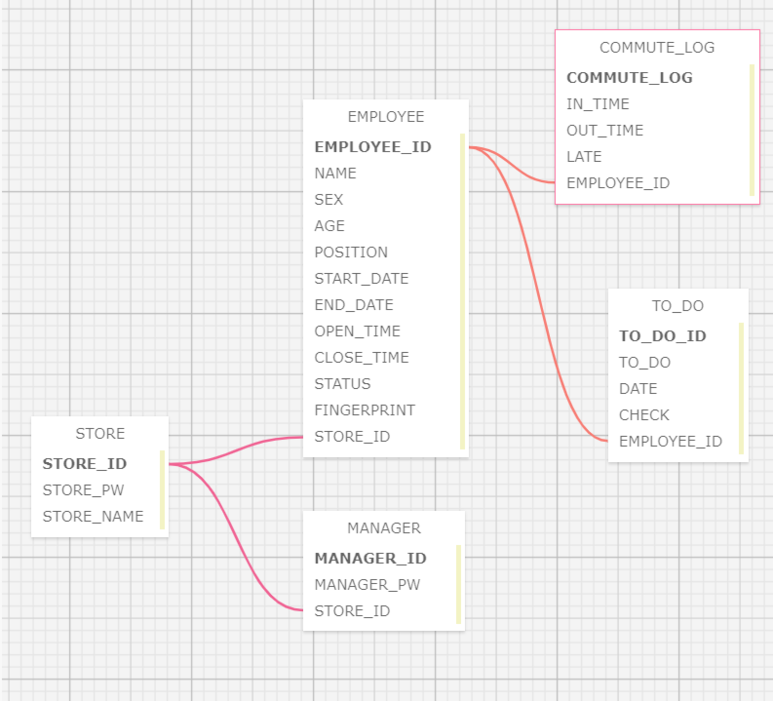 COMMUTE_LOG
COMMUTE_LOG
IN_TIME
OUT_TIME
LATE
EMPLOYEE_ID
EMPLOYEE
EMPLOYEE_ID
NAME
SEX
AGE
POSITION
START_DATE
END_DATE
OPEN_TIME
CLOSE_TIME
STATUS
FINGERPRINT
STORE_ID
TO_DO
TO_DO_ID
TO_DO
DATE
CHECK
EMPLOYEE_ID
STORE
STORE_ID
STORE_PW
STORE_NAME
MANAGER
MANAGER_ID
MANAGER_PW
STORE_ID